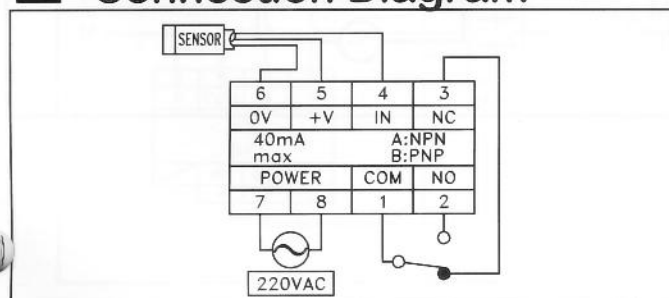 Connection Diagram
SENSOR
6 5 4 3
0V +V IN NC
40mA max A:NPN B:PNP
POWER COM NO
7 8 1 2
220VAC